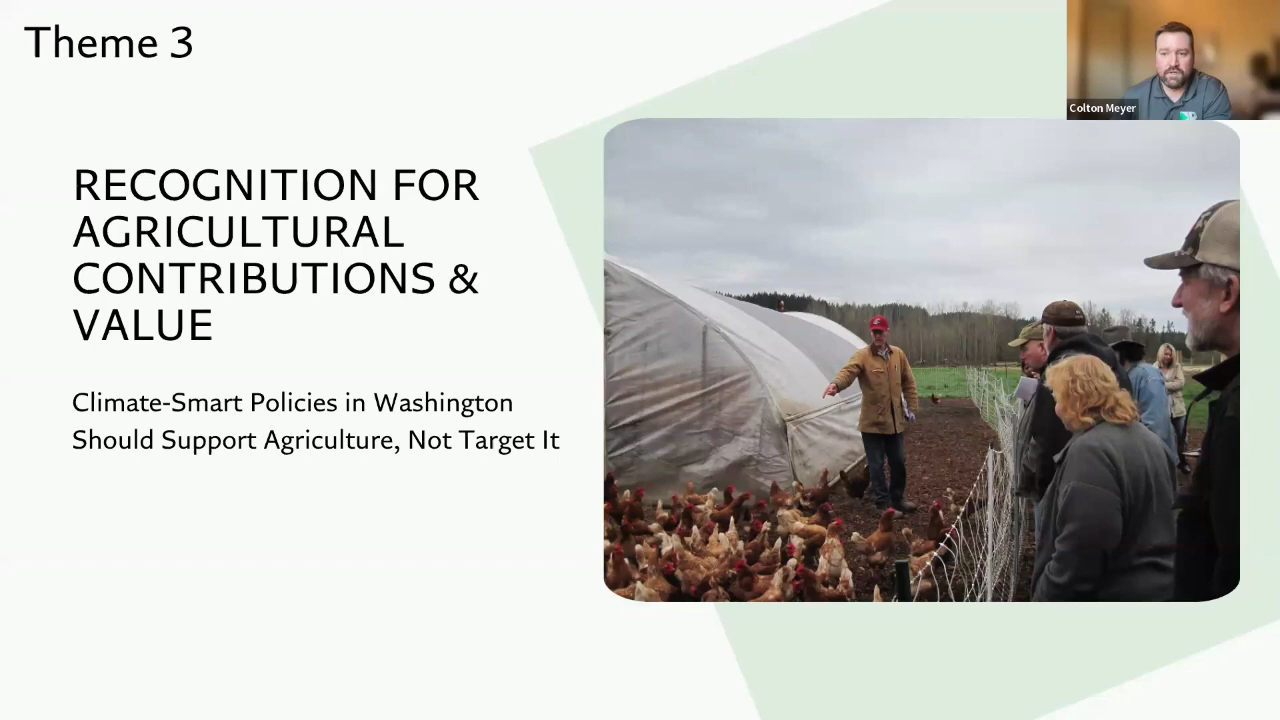 Theme 3
Colton Meyer
RECOGNITION FOR
AGRICULTURAL
CONTRIBUTIONS &
VALUE
Climate-Smart Policies in Washington
Should Support Agriculture, Not Target It